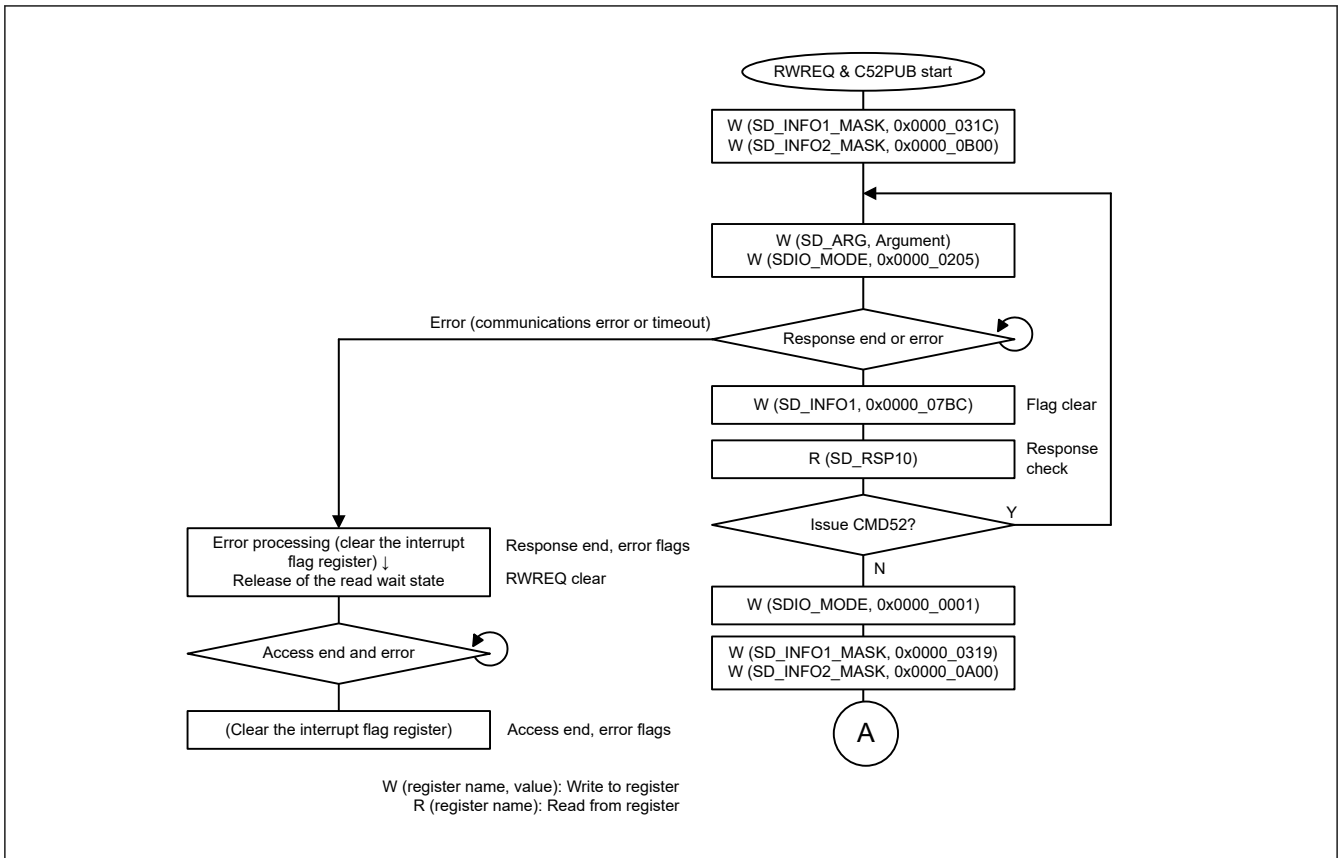 RWREQ & C52PUB start
W (SD_INFO1_MASK, 0x0000_031C)
W (SD_INFO2_MASK, 0x0000_0B00)
W (SD_ARG, Argument)
W (SDIO_MODE, 0x0000_0205)
Error (communications error or timeout)
Response end or error
W (SD_INFO1, 0x0000_07BC)
Flag clear
R (SD_RSP10)
Response
check
Issue CMD52?
Y
N
Error processing (clear the interrupt
flag register) ↓
Release of the read wait state
Response end, error flags
RWREQ clear
W (SDIO_MODE, 0x0000_0001)
Access end and error
W (SD_INFO1_MASK, 0x0000_0319)
W (SD_INFO2_MASK, 0x0000_0A00)
(Clear the interrupt flag register)
Access end, error flags
A
W (register name, value): Write to register
R (register name): Read from register